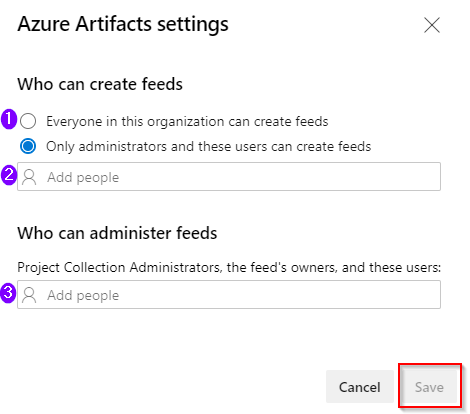 Azure Artifacts settings
Who can create feeds
1 Everyone in this organization can create feeds
Only administrators and these users can create feeds
2 Add people
Who can administer feeds
Project Collection Administrators, the feed's owners, and these users:
3 Add people
Cancel Save